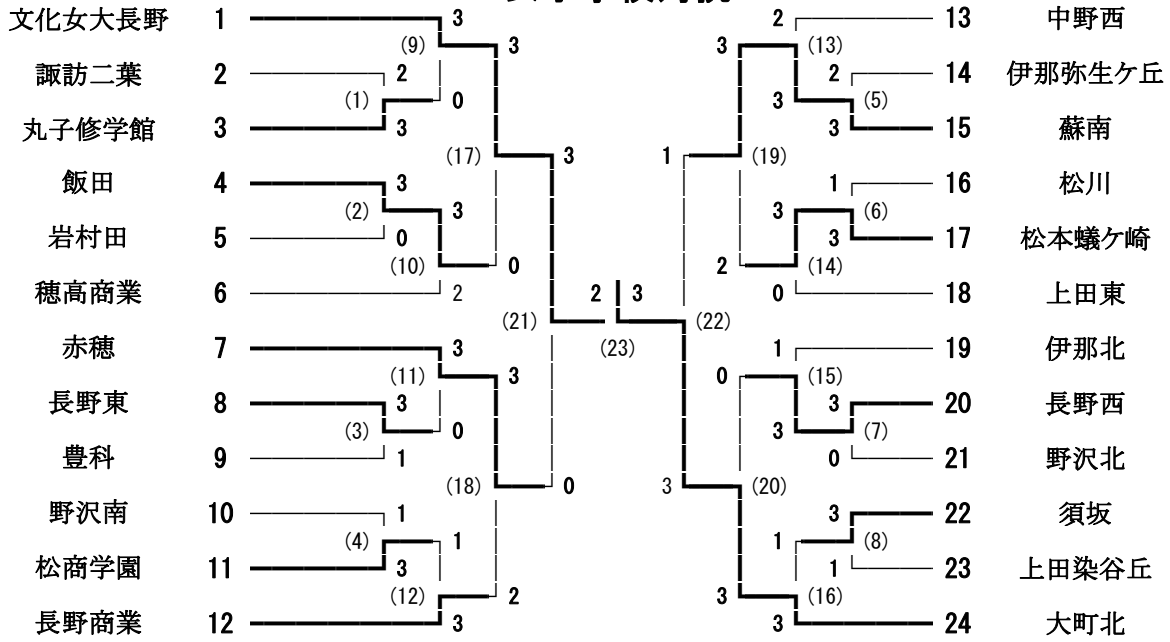 文化女大長野 1 3 2 13 中野西
(9) 3 3 (13)
諏訪二葉 2 2 2 14 伊那弥生ケ丘
(1) 0 3 (5)
丸子修学館 3 3 3 15 蘇南
(17) 3 1 (19)
飯田 4 3 1 16 松川
(2) 3 3 (6)
岩村田 5 0 3 17 松本蟻ケ崎
(10) 0 2 (14)
穂高商業 6 2 2 3 0 18 上田東
(21) (22)
赤穂 7 3 (23) 1 19 伊那北
(11) 3 0 (15)
長野東 8 3 3 20 長野西
(3) 0 3 (7)
豊科 9 1 0 21 野沢北
(18) 0 3 (20)
野沢南 10 1 3 22 須坂
(4) 1 1 (8)
松商学園 11 3 1 23 上田染谷丘
(12) 2 3 (16)
長野商業 12 3 3 24 大町北